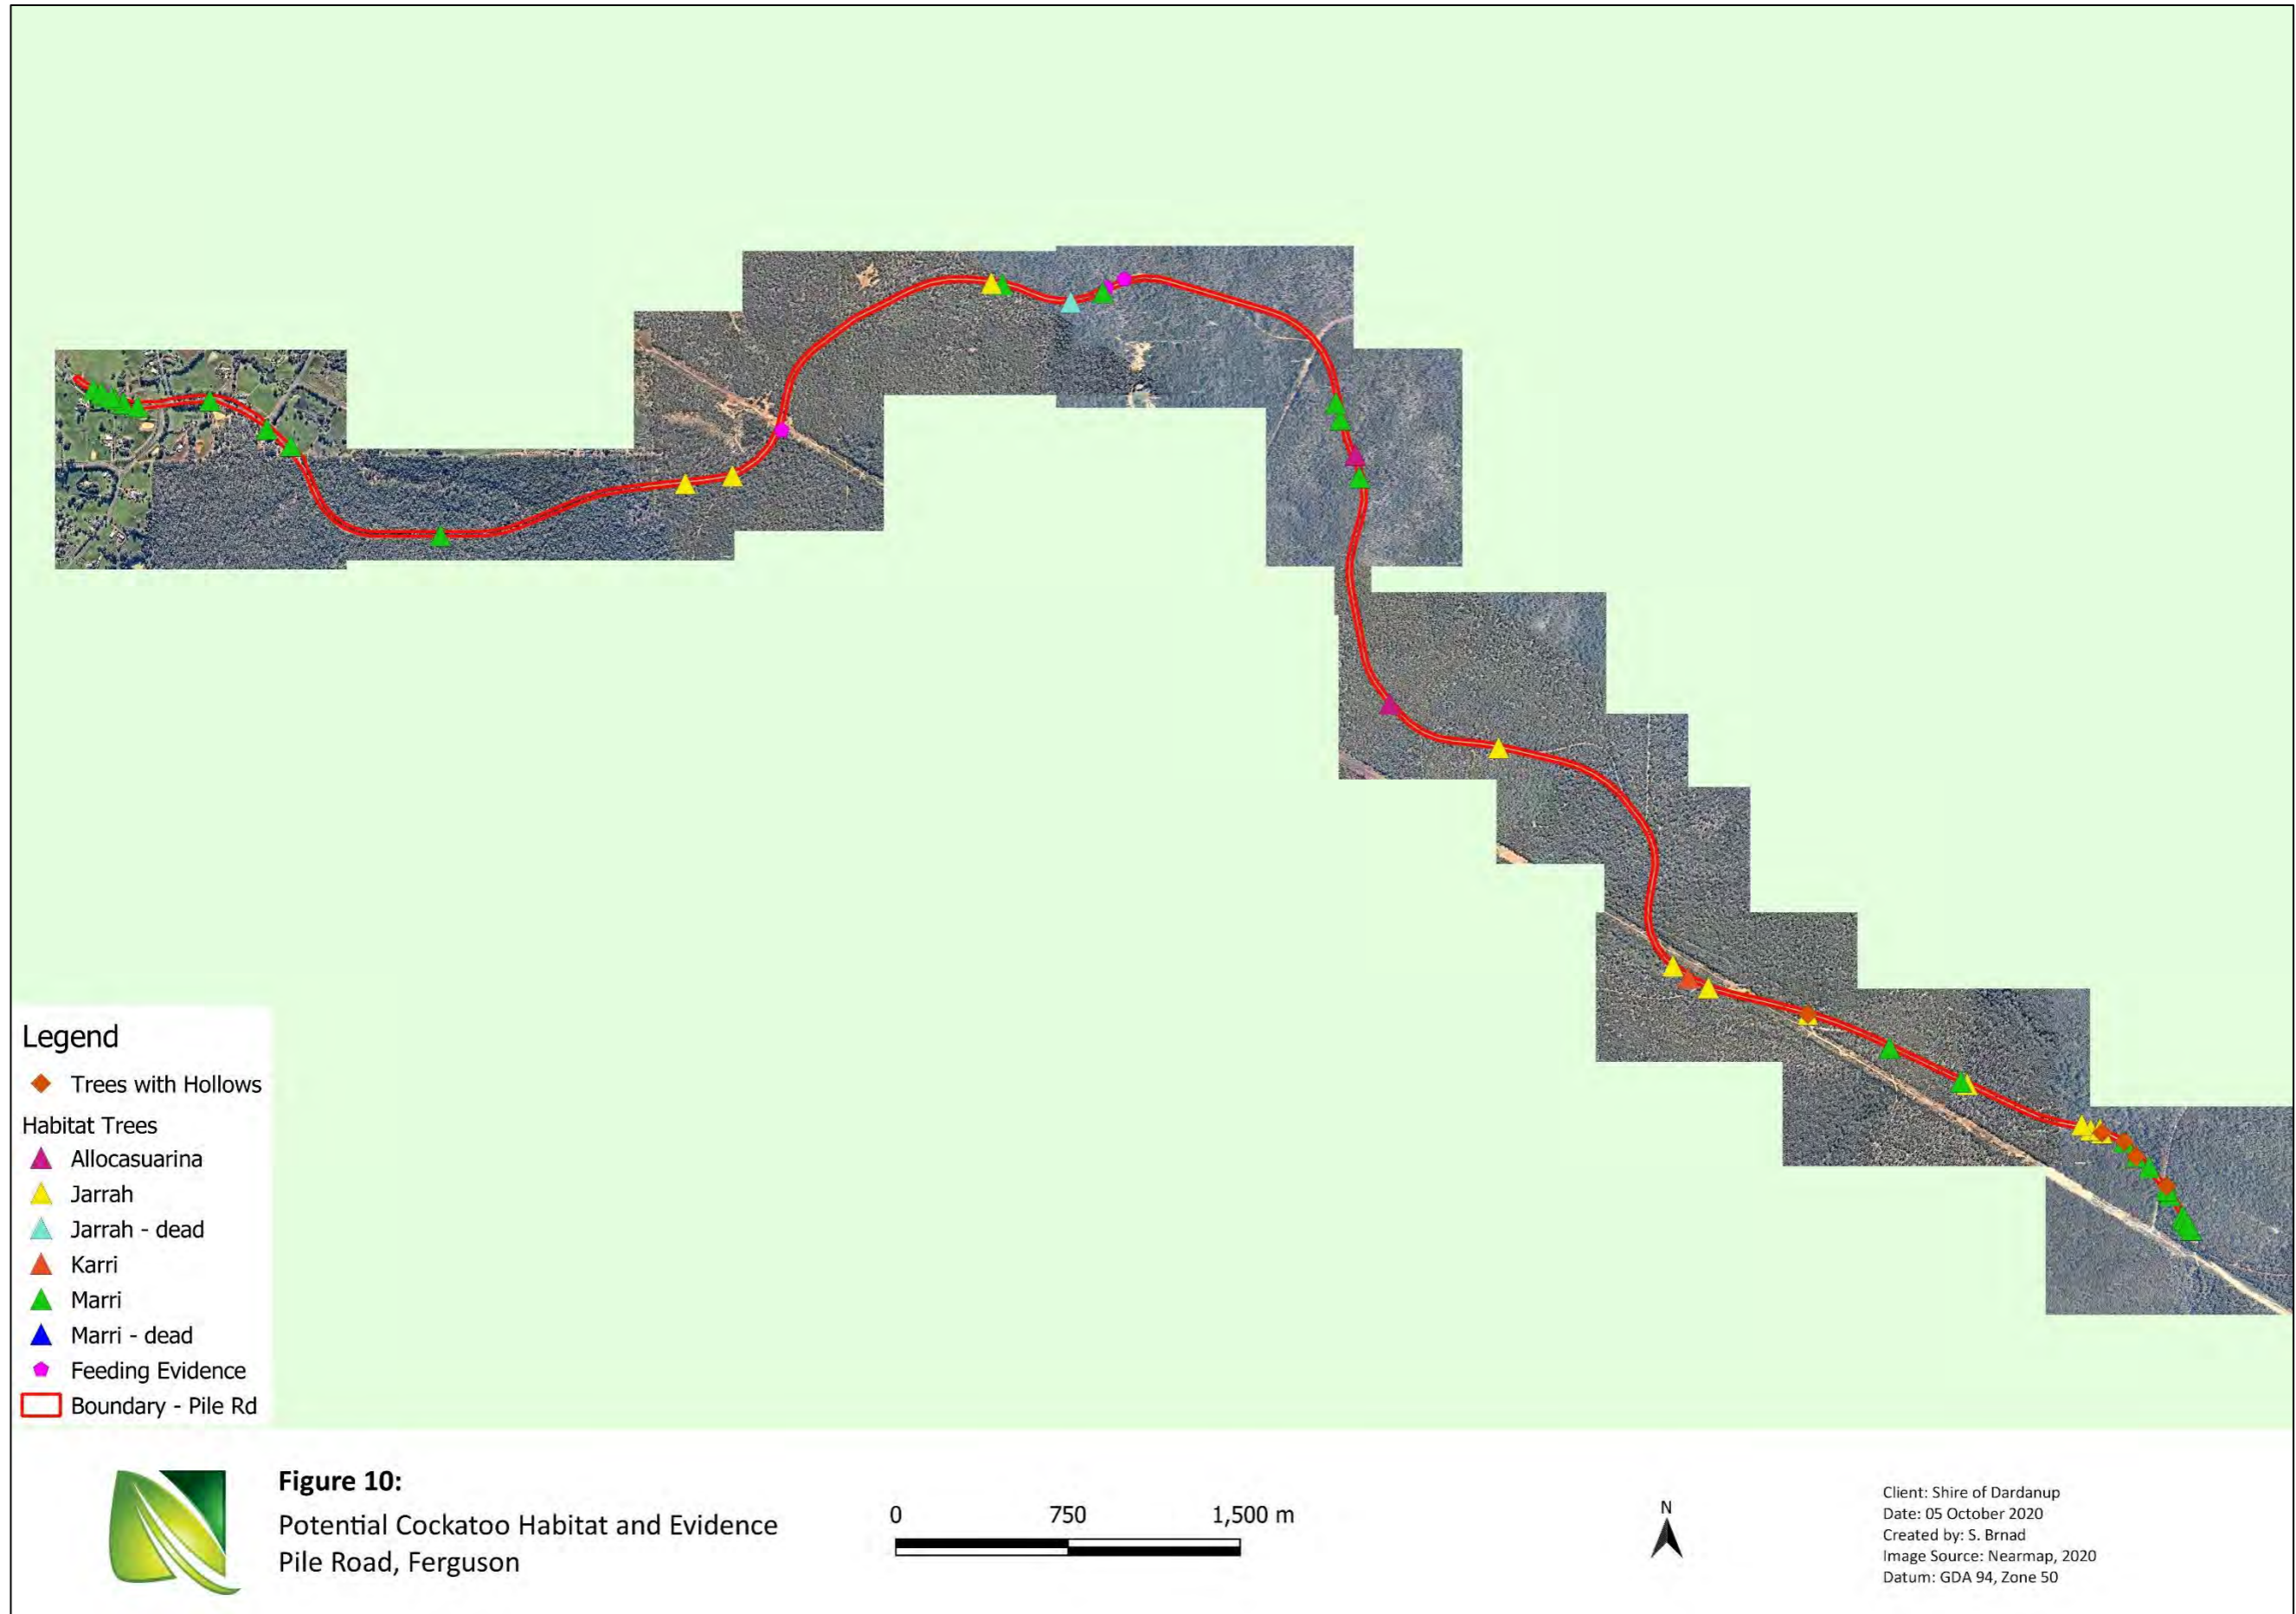 Legend
Trees with Hollows
Habitat Trees
Allocasuarina
Jarrah
Jarrah - dead
Karri
Marri
Marri - dead
Feeding Evidence
Boundary - Pile Rd
Figure 10:
Potential Cockatoo Habitat and Evidence
Pile Road, Ferguson
0 750 1,500 m
N
Client: Shire of Dardanup
Date: 05 October 2020
Created by: S. Brnad
Image Source: Nearmap, 2020
Datum: GDA 94, Zone 50